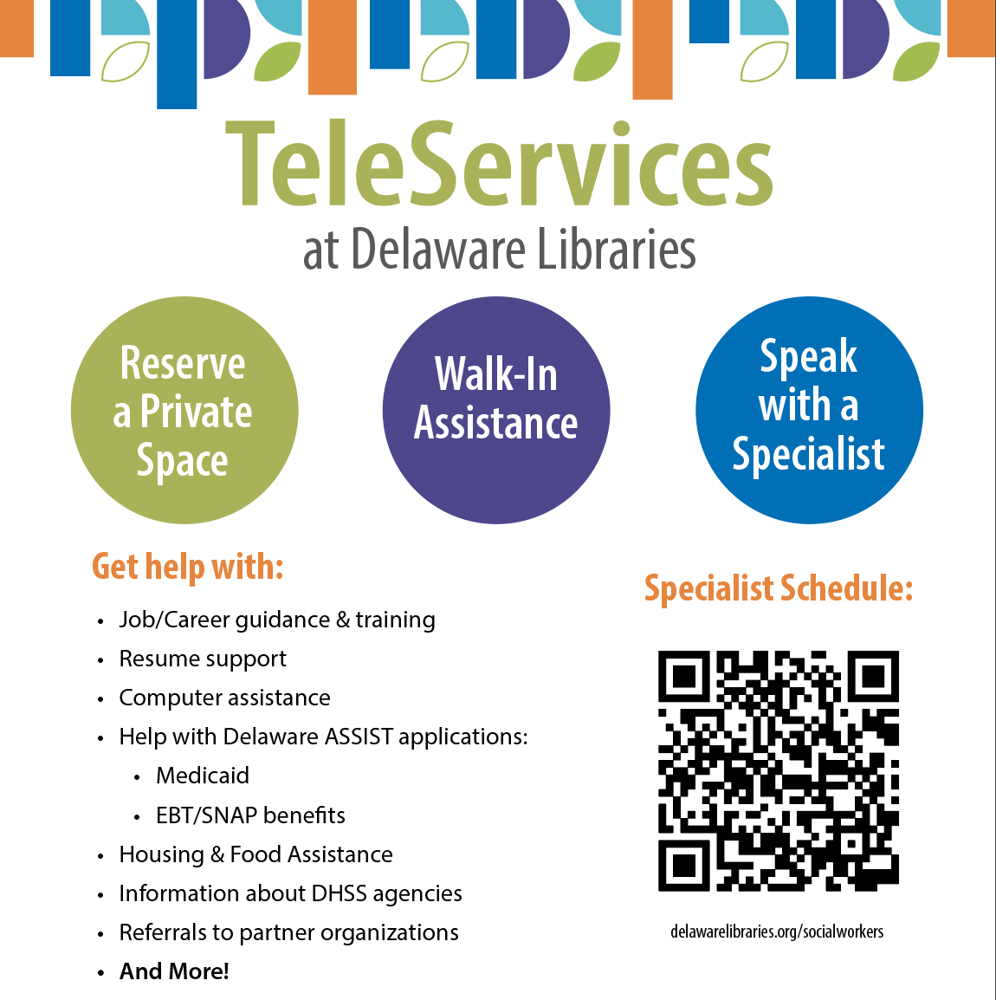 TeleServices
at Delaware Libraries
Reserve
a Private
Space
Walk-In
Assistance
Speak
with a
Specialist
Get help with:
• Job/Career guidance & training
• Resume support
• Computer assistance
• Help with Delaware ASSIST applications:
• Medicaid
• EBT/SNAP benefits
• Housing & Food Assistance
• Information about DHSS agencies
• Referrals to partner organizations
• And More!
Specialist Schedule:
delawarelibraries.org/socialworkers